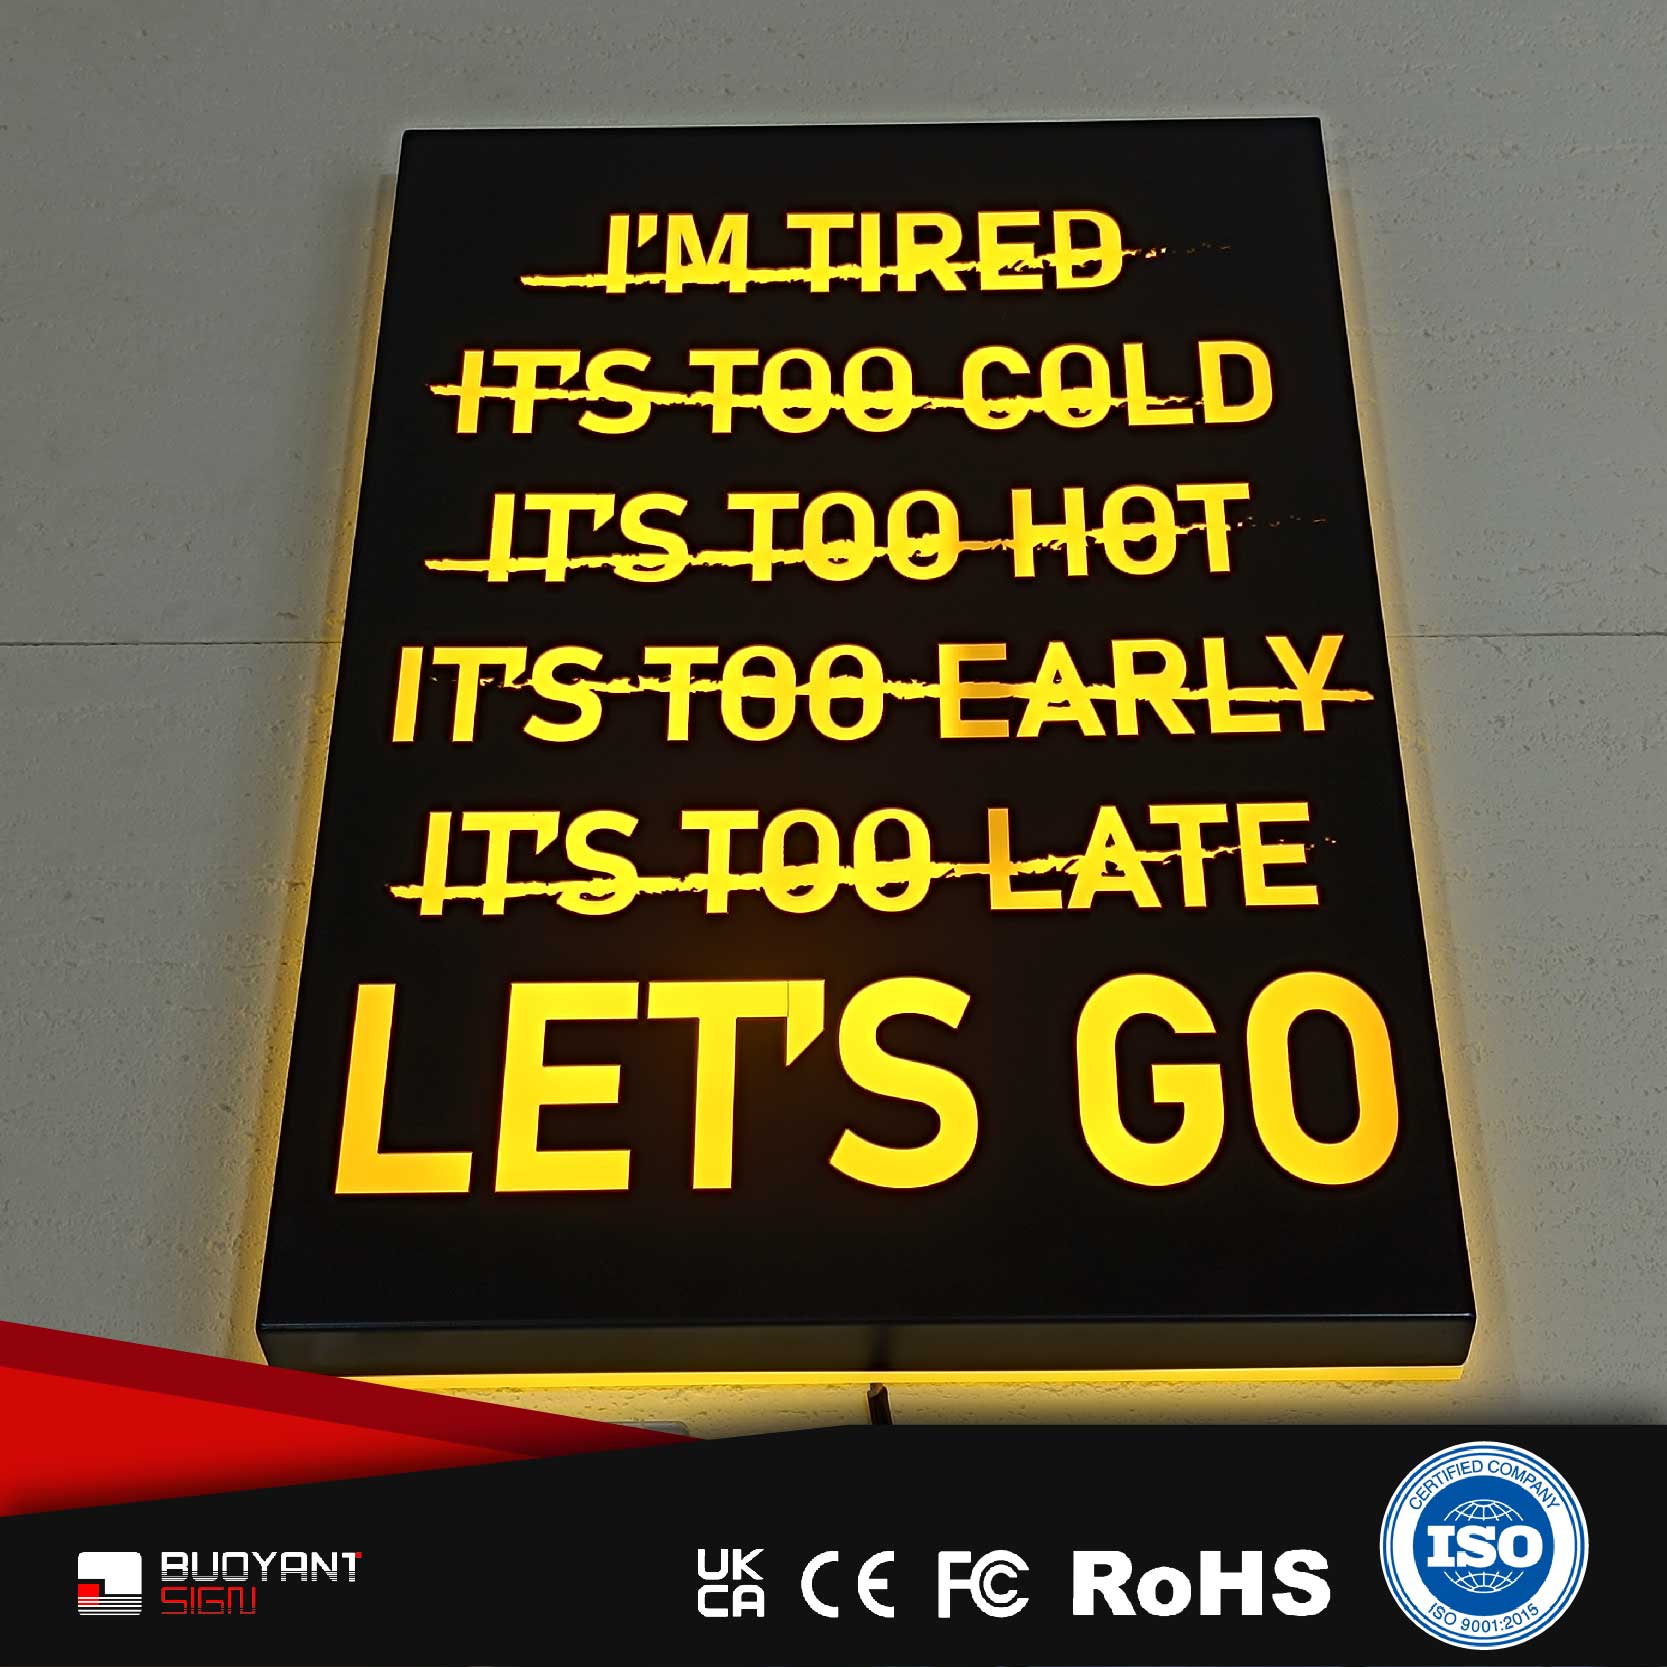 I'M TIRED
IT'S TOO COLD
IT'S TOO HOT
IT'S TOO EARLY
IT'S TOO LATE
LET'S GO
BUOYANT
SIGN
UK
CA
CE
FC
RoHS
CERTIFIED COMPANY
ISO
ISO 9001:2015